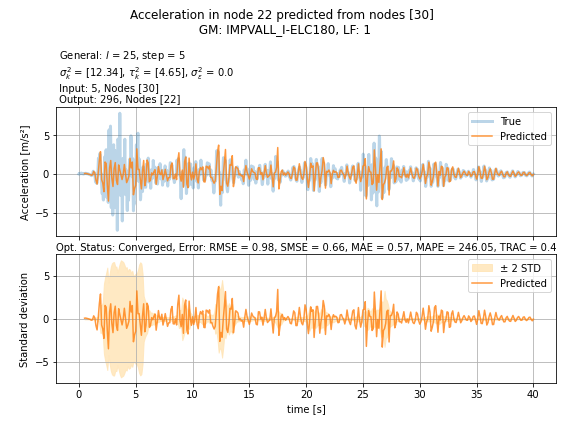 Acceleration in node 22 predicted from nodes [30]
GM: IMPVALL_I-ELC180, LF: 1
General: l = 25, step = 5
σ²ₖ = [12.34], τ²ₖ = [4.65], σ²ε = 0.0
Input: 5, Nodes [30]
Output: 296, Nodes [22]
Acceleration [m/s²]
5
0
−5
True
Predicted
Opt. Status: Converged, Error: RMSE = 0.98, SMSE = 0.66, MAE = 0.57, MAPE = 246.05, TRAC = 0.4
Standard deviation
5
0
−5
± 2 STD
Predicted
0 5 10 15 20 25 30 35 40
time [s]